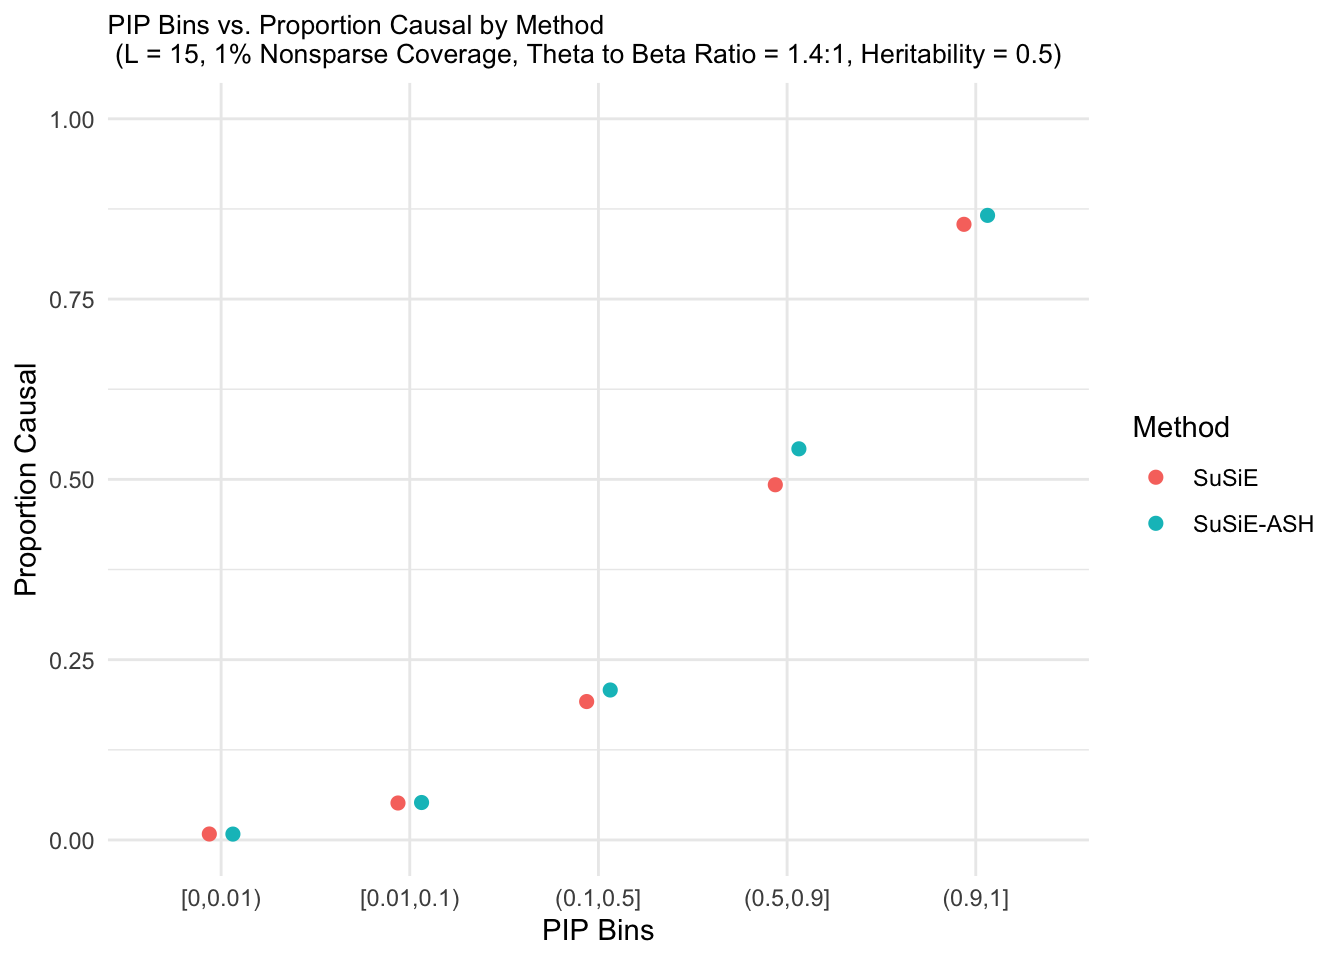 PIP Bins vs. Proportion Causal by Method
(L = 15, 1% Nonsparse Coverage, Theta to Beta Ratio = 1.4:1, Heritability = 0.5)
1.00
0.75
0.50
0.25
0.00
Proportion Causal
[0,0.01)
[0.01,0.1)
(0.1,0.5]
(0.5,0.9]
(0.9,1]
PIP Bins
Method
SuSiE
SuSiE-ASH